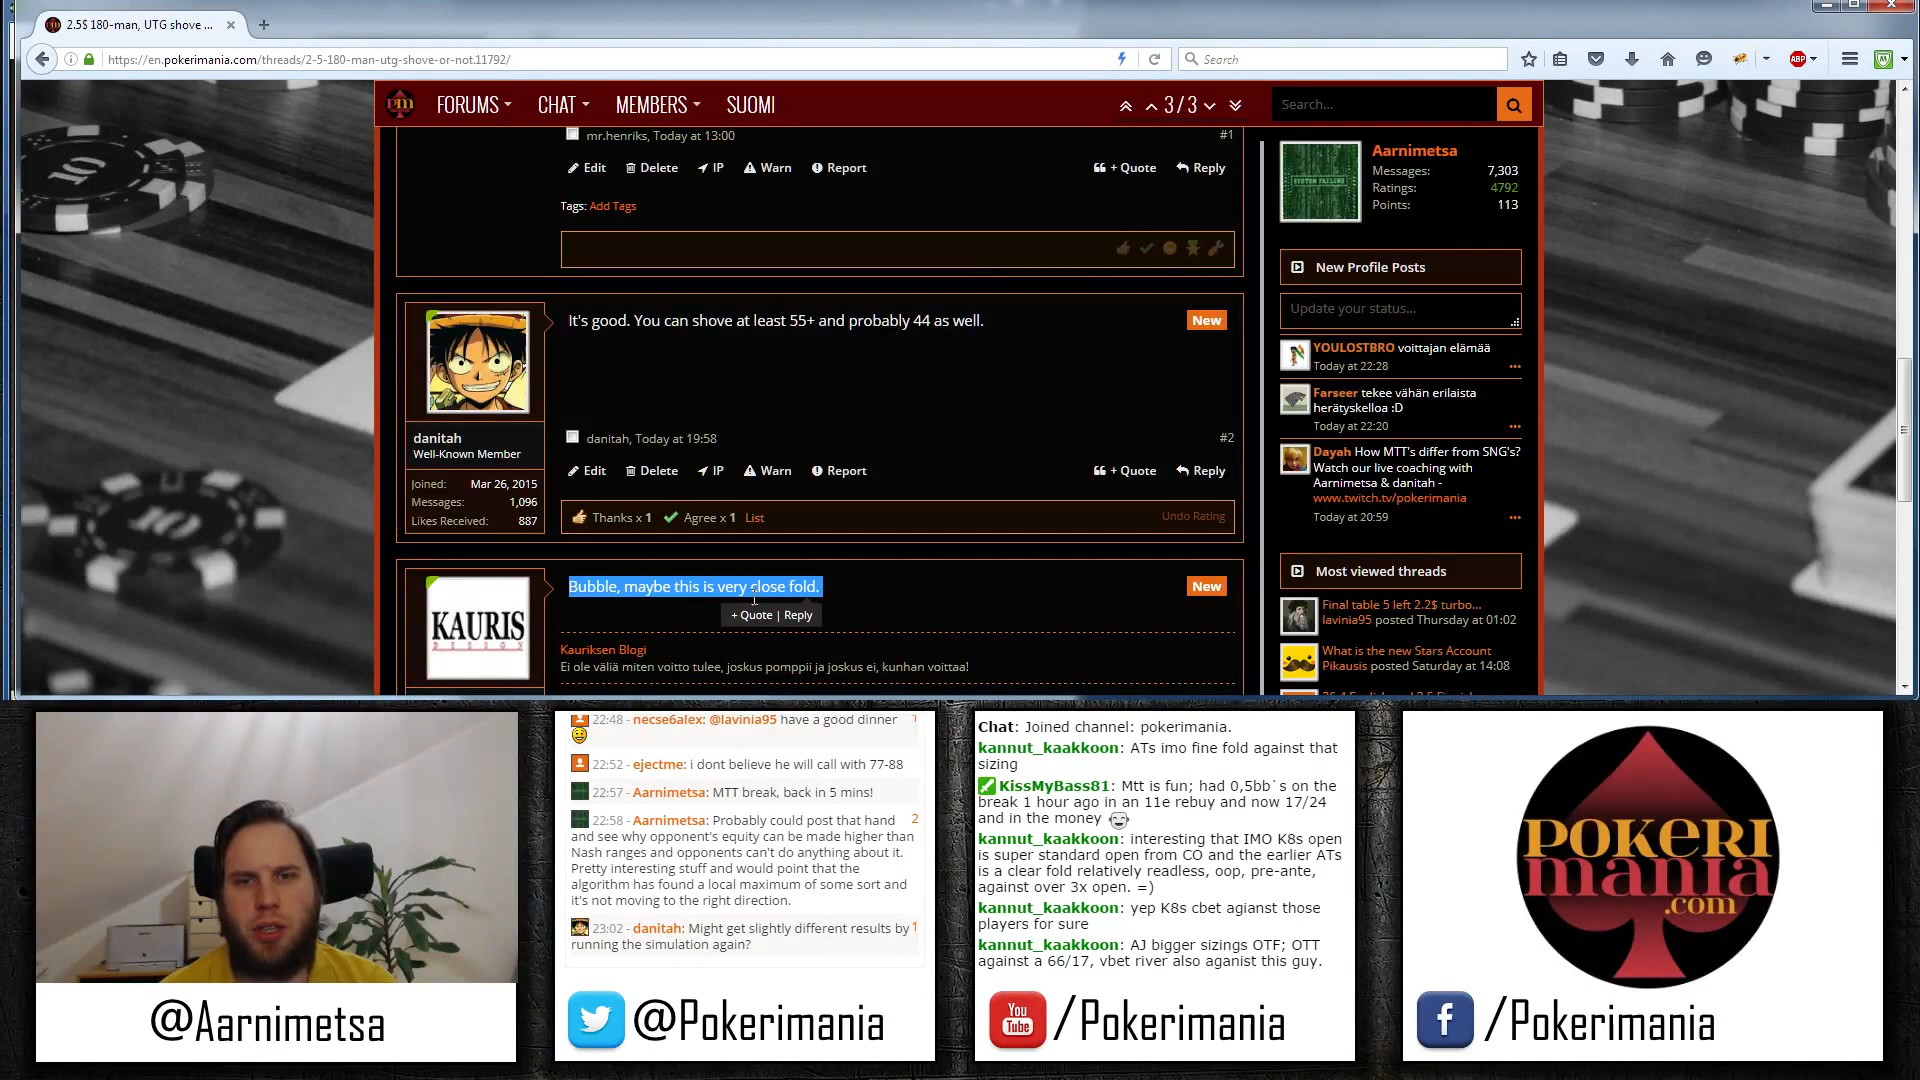 2.5$ 180-man, UTG shove ...
https://en.pokerimania.com/threads/2-5-180-man-utg-shove-or-not.11792/
Search
ABP
pm
FORUMS
CHAT
MEMBERS
SUOMI
3 / 3
Search...
mr.henriks, Today at 13:00
#1
Edit
Delete
IP
Warn
Report
+ Quote
Reply
Tags: Add Tags
It's good. You can shove at least 55+ and probably 44 as well.
New
danitah
Well-Known Member
danitah, Today at 19:58
#2
Edit
Delete
IP
Warn
Report
+ Quote
Reply
Joined: Mar 26, 2015
Messages: 1,096
Likes Received: 887
Thanks x 1
Agree x 1
List
Undo Rating
Bubble, maybe this is very close fold.
New
+ Quote | Reply
KAURIS
DESIGN
Kauriksen Blogi
Ei ole väliä miten voitto tulee, joskus pomppii ja joskus ei, kunhan voittaa!
SYSTEM FAILURE
Aarnimetsa
Messages: 7,303
Ratings: 4792
Points: 113
New Profile Posts
Update your status...
YOULOSTBRO voittajan elämää
Today at 22:28
Farseer tekee vähän erilaista
herätyskelloa :D
Today at 22:20
Dayah How MTT's differ from SNG's?
Watch our live coaching with
Aarnimetsa & danitah -
www.twitch.tv/pokerimania
Today at 20:59
Most viewed threads
Final table 5 left 2.2$ turbo...
lavinia95 posted Thursday at 01:02
What is the new Stars Account
Pikausis posted Saturday at 14:08
10
10
@Aarnimetsa
22:48 - necse6alex: @lavinia95 have a good dinner
1
22:52 - ejectme: i dont believe he will call with 77-88
22:57 - Aarnimetsa: MTT break, back in 5 mins!
22:58 - Aarnimetsa: Probably could post that hand
2
and see why opponent's equity can be made higher than
Nash ranges and opponents can't do anything about it.
Pretty interesting stuff and would point that the
algorithm has found a local maximum of some sort and
it's not moving to the right direction.
23:02 - danitah: Might get slightly different results by
1
running the simulation again?
@Pokerimania
Chat: Joined channel: pokerimania.
kannut_kaakkoon: ATs imo fine fold against that
sizing
KissMyBass81: Mtt is fun; had 0,5bb`s on the
break 1 hour ago in an 11e rebuy and now 17/24
and in the money
kannut_kaakkoon: interesting that IMO K8s open
is super standard open from CO and the earlier ATs
is a clear fold relatively readless, oop, pre-ante,
against over 3x open. =)
kannut_kaakkoon: yep K8s cbet agianst those
players for sure
kannut_kaakkoon: AJ bigger sizings OTF; OTT
against a 66/17, vbet river also aganist this guy.
You
Tube
/Pokerimania
POKERI
mania
.com
f
/Pokerimania